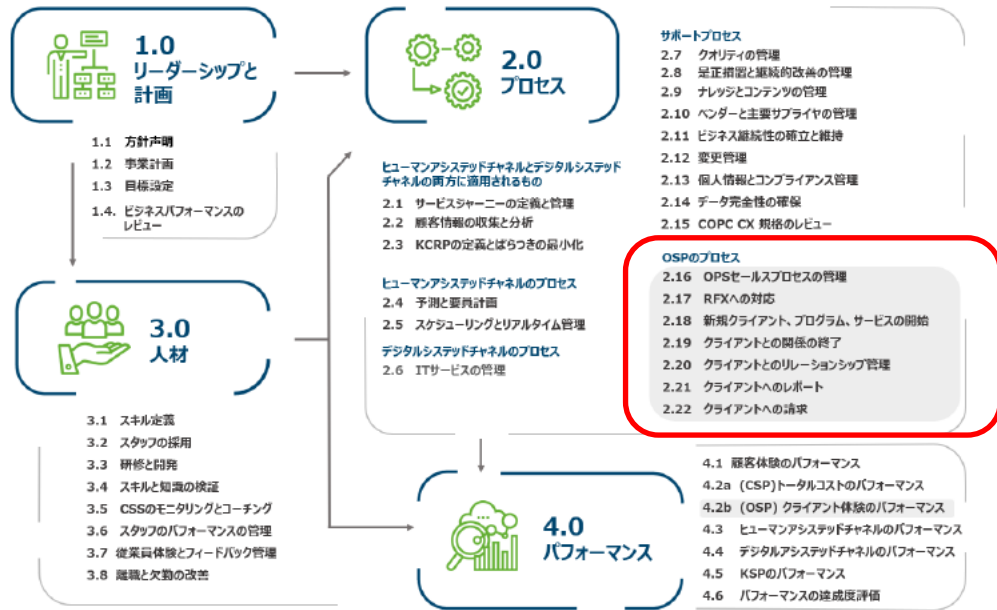 1.0
リーダーシップと
計画
1.1 方針声明
1.2 事業計画
1.3 目標設定
1.4. ビジネスパフォーマンスの
レビュー
2.0
プロセス
ヒューマンアシステッドチャネルとデジタルシステッド
チャネルの両方に適用されるもの
2.1 サービスジャーニーの定義と管理
2.2 顧客情報の収集と分析
2.3 KCRPの定義とばらつきの最小化
ヒューマンアシステッドチャネルのプロセス
2.4 予測と要員計画
2.5 スケジューリングとリアルタイム管理
デジタルシステッドチャネルのプロセス
2.6 ITサービスの管理
サポートプロセス
2.7 クオリティの管理
2.8 是正措置と継続的改善の管理
2.9 ナレッジとコンテンツの管理
2.10 ベンダーと主要サプライヤの管理
2.11 ビジネス継続性の確立と維持
2.12 変更管理
2.13 個人情報とコンプライアンス管理
2.14 データ完全性の確保
2.15 COPC CX 規格のレビュー
OSPのプロセス
2.16 OPSセールスプロセスの管理
2.17 RFXへの対応
2.18 新規クライアント、プログラム、サービスの開始
2.19 クライアントとの関係の終了
2.20 クライアントとのリレーションシップ管理
2.21 クライアントへのレポート
2.22 クライアントへの請求
3.0
人材
3.1 スキル定義
3.2 スタッフの採用
3.3 研修と開発
3.4 スキルと知識の検証
3.5 CSSのモニタリングとコーチング
3.6 スタッフのパフォーマンスの管理
3.7 従業員体験とフィードバック管理
3.8 離職と欠勤の改善
4.0
パフォーマンス
4.1 顧客体験のパフォーマンス
4.2a (CSP)トータルコストのパフォーマンス
4.2b (OSP) クライアント体験のパフォーマンス
4.3 ヒューマンアシステッドチャネルのパフォーマンス
4.4 デジタルアシステッドチャネルのパフォーマンス
4.5 KSPのパフォーマンス
4.6 パフォーマンスの達成度評価